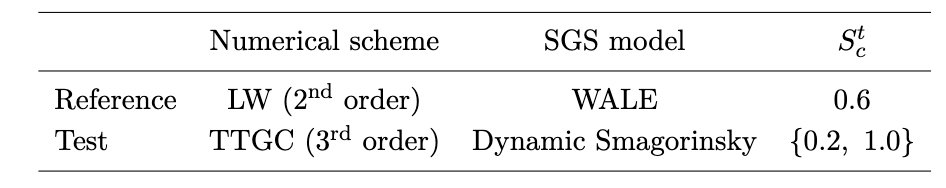 Numerical scheme SGS model S_c^t
Reference LW (2nd order) WALE 0.6
Test TTGC (3rd order) Dynamic Smagorinsky {0.2, 1.0}